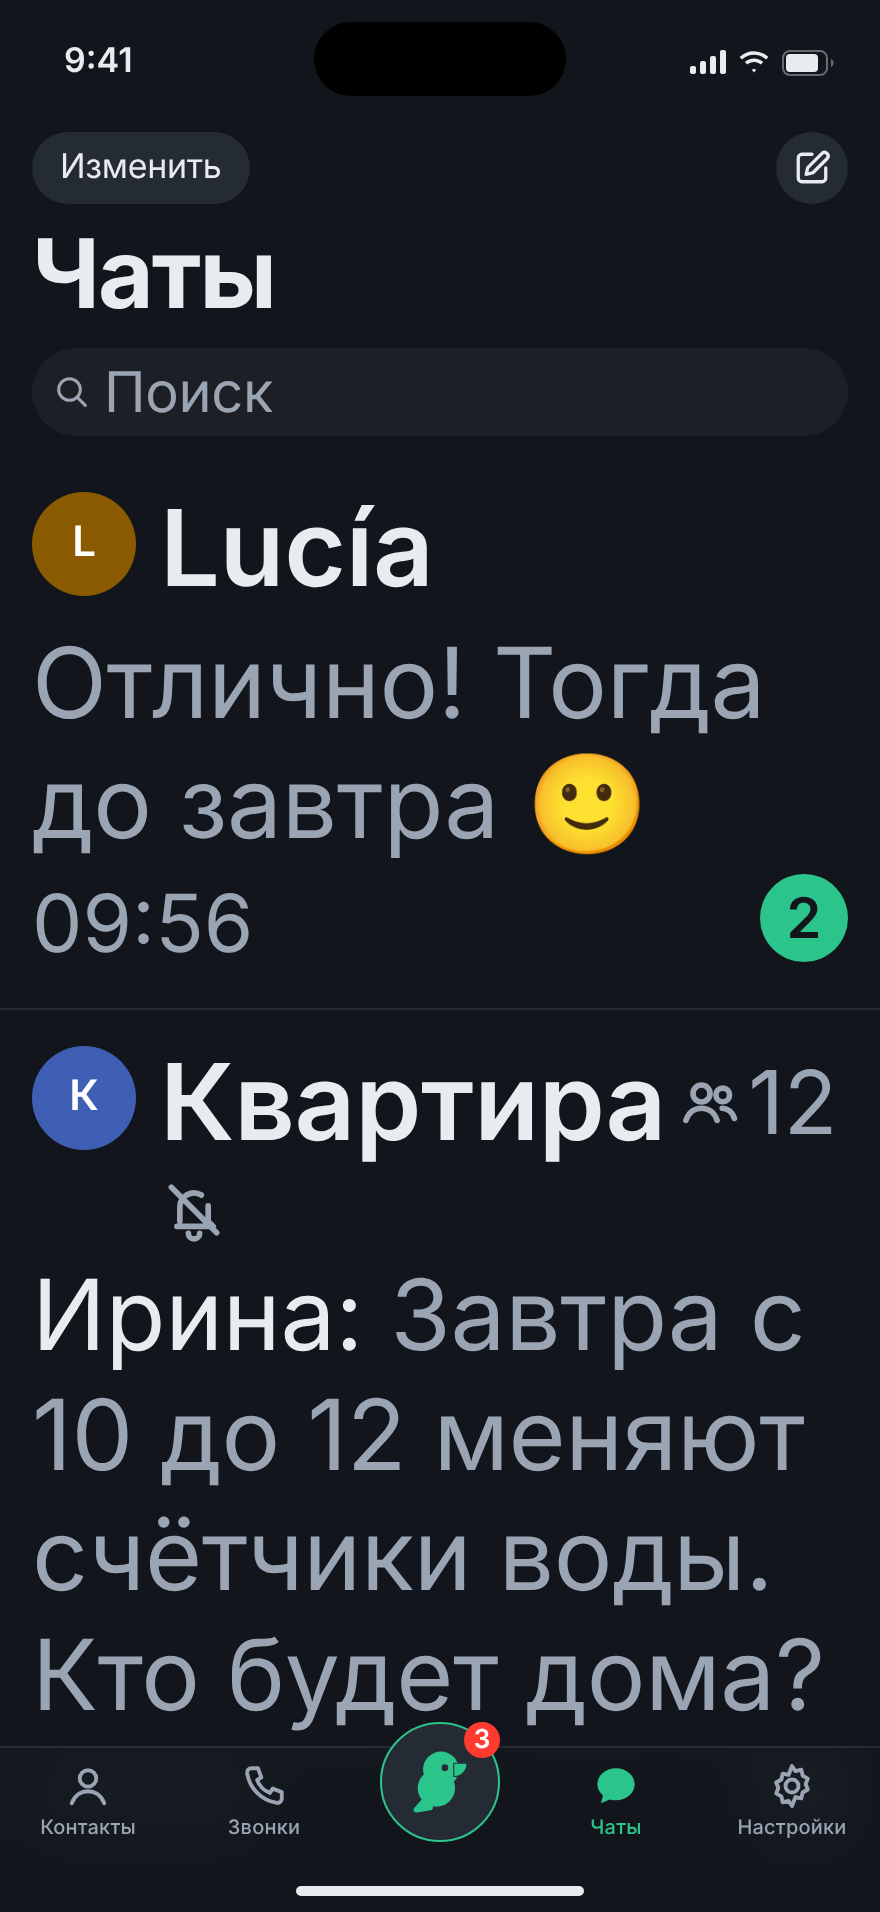 9:41
Изменить
Чаты
Поиск
L
Lucía
Отлично! Тогда
до завтра 🙂
09:56
2
К
Квартира 12
Ирина: Завтра с
10 до 12 меняют
счётчики воды.
Кто будет дома?
3
Контакты
Звонки
Чаты
Настройки